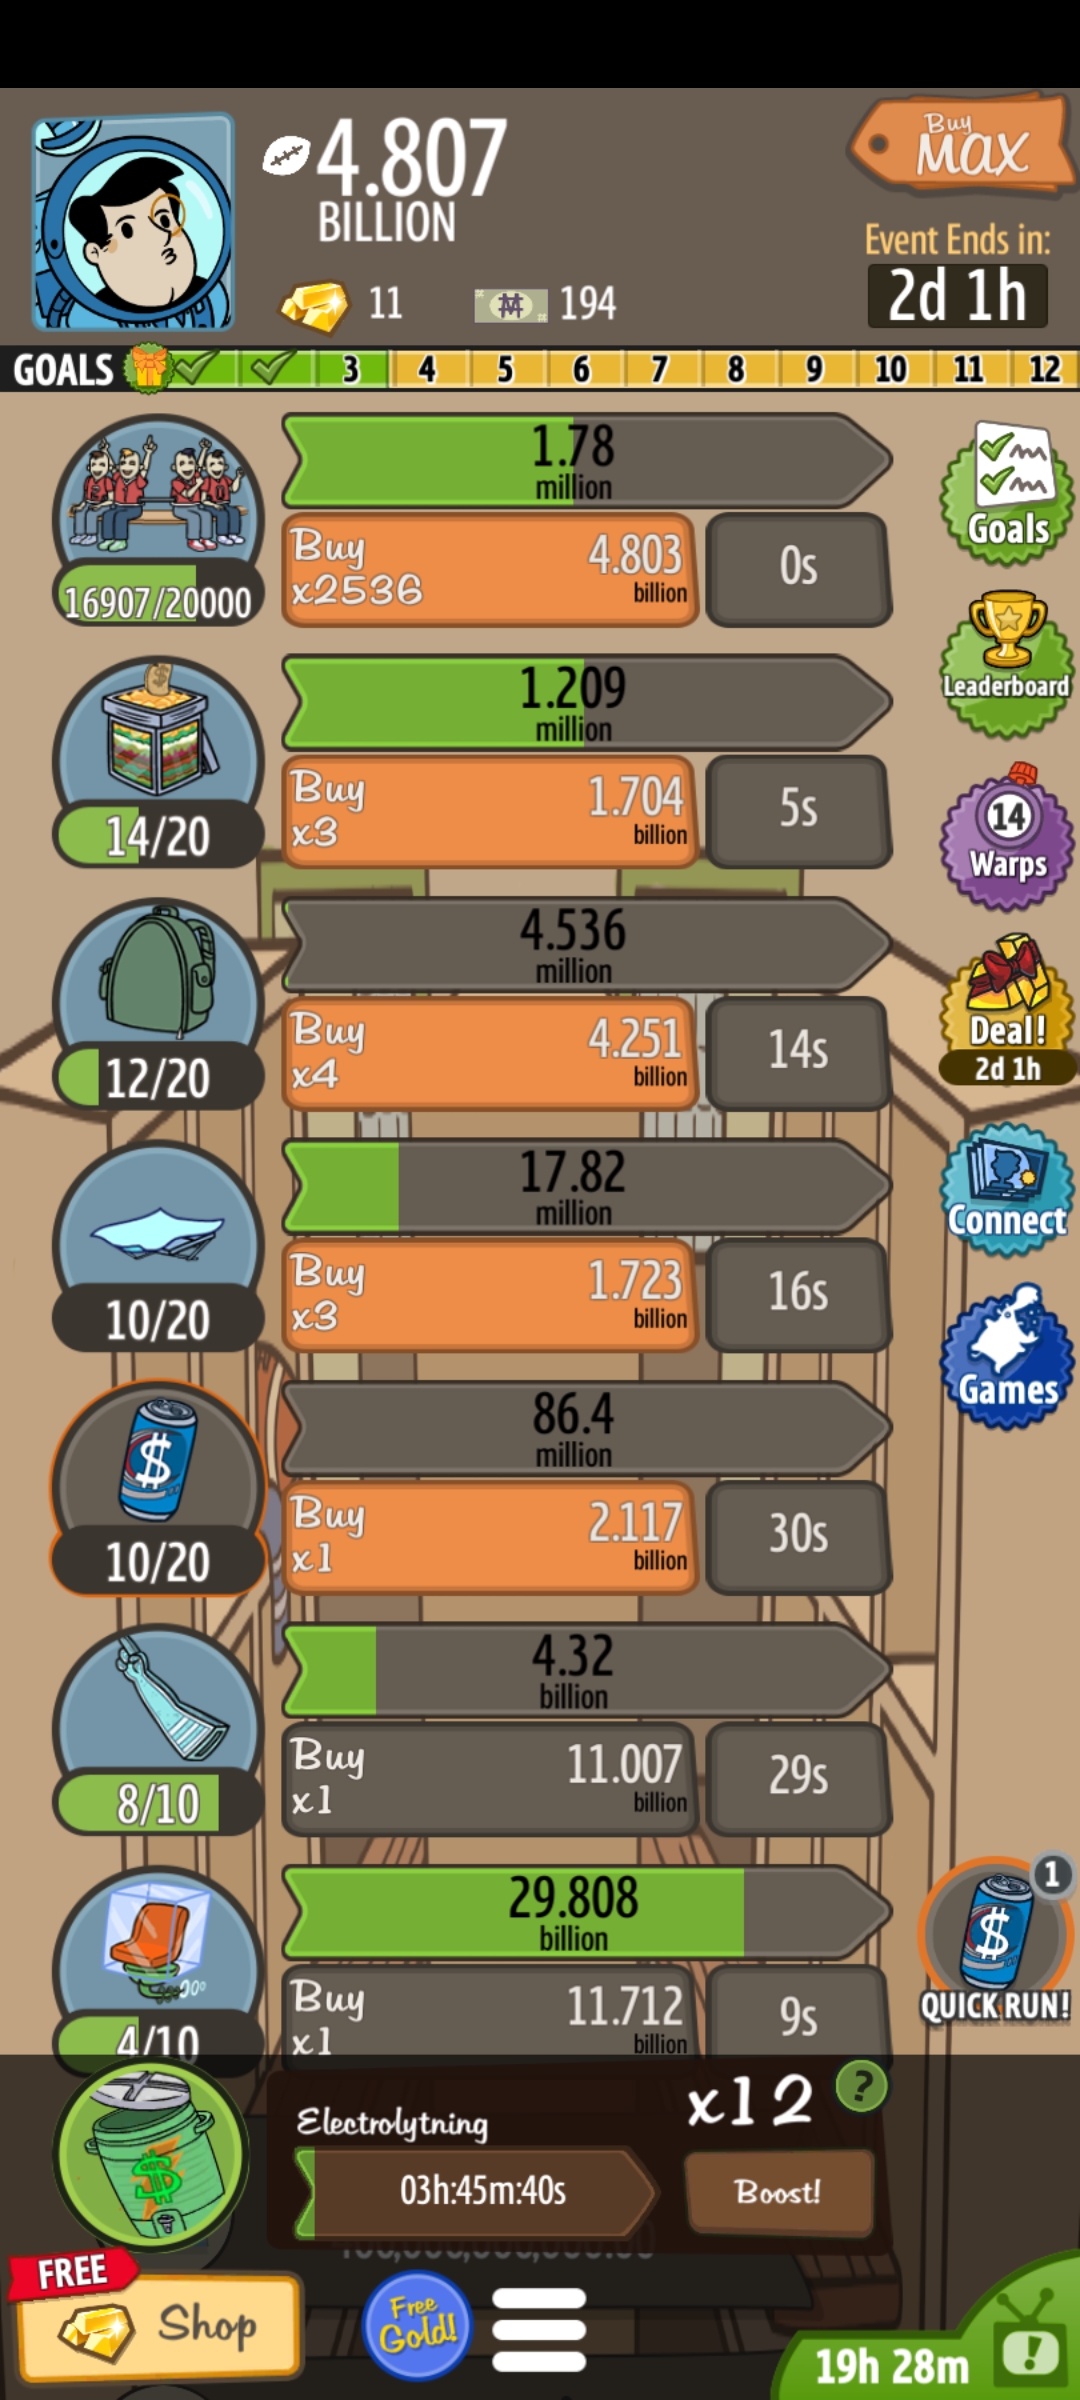 4.807
BILLION
Buy
MAX
Event Ends in:
2d 1h
11
194
GOALS 3 4 5 6 7 8 9 10 11 12
1.78
million
Buy
x2536
4.803
billion
0s
16907/20000
Goals
1.209
million
Buy
x3
1.704
billion
5s
14/20
Leaderboard
4.536
million
Buy
x4
4.251
billion
14s
12/20
14
Warps
Deal!
2d 1h
17.82
million
Buy
x3
1.723
billion
16s
10/20
Connect
86.4
million
Buy
x1
2.117
billion
30s
$
10/20
Games
4.32
billion
Buy
x1
11.007
billion
29s
8/10
29.808
billion
Buy
x1
11.712
billion
9s
4/10
1
$
QUICK RUN!
$
Electrolytning
x12
?
03h:45m:40s
Boost!
FREE
Shop
Free
Gold!
19h 28m
!